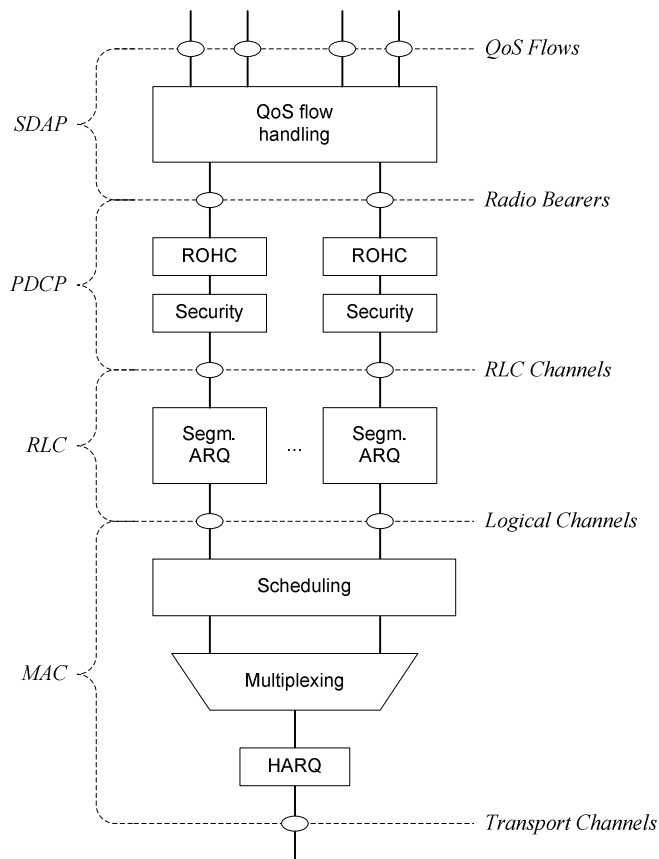 QoS Flows
QoS flow
handling
SDAP
Radio Bearers
ROHC
ROHC
PDCP
Security
Security
RLC Channels
Segm.
ARQ
...
Segm.
ARQ
RLC
Logical Channels
Scheduling
MAC
Multiplexing
HARQ
Transport Channels